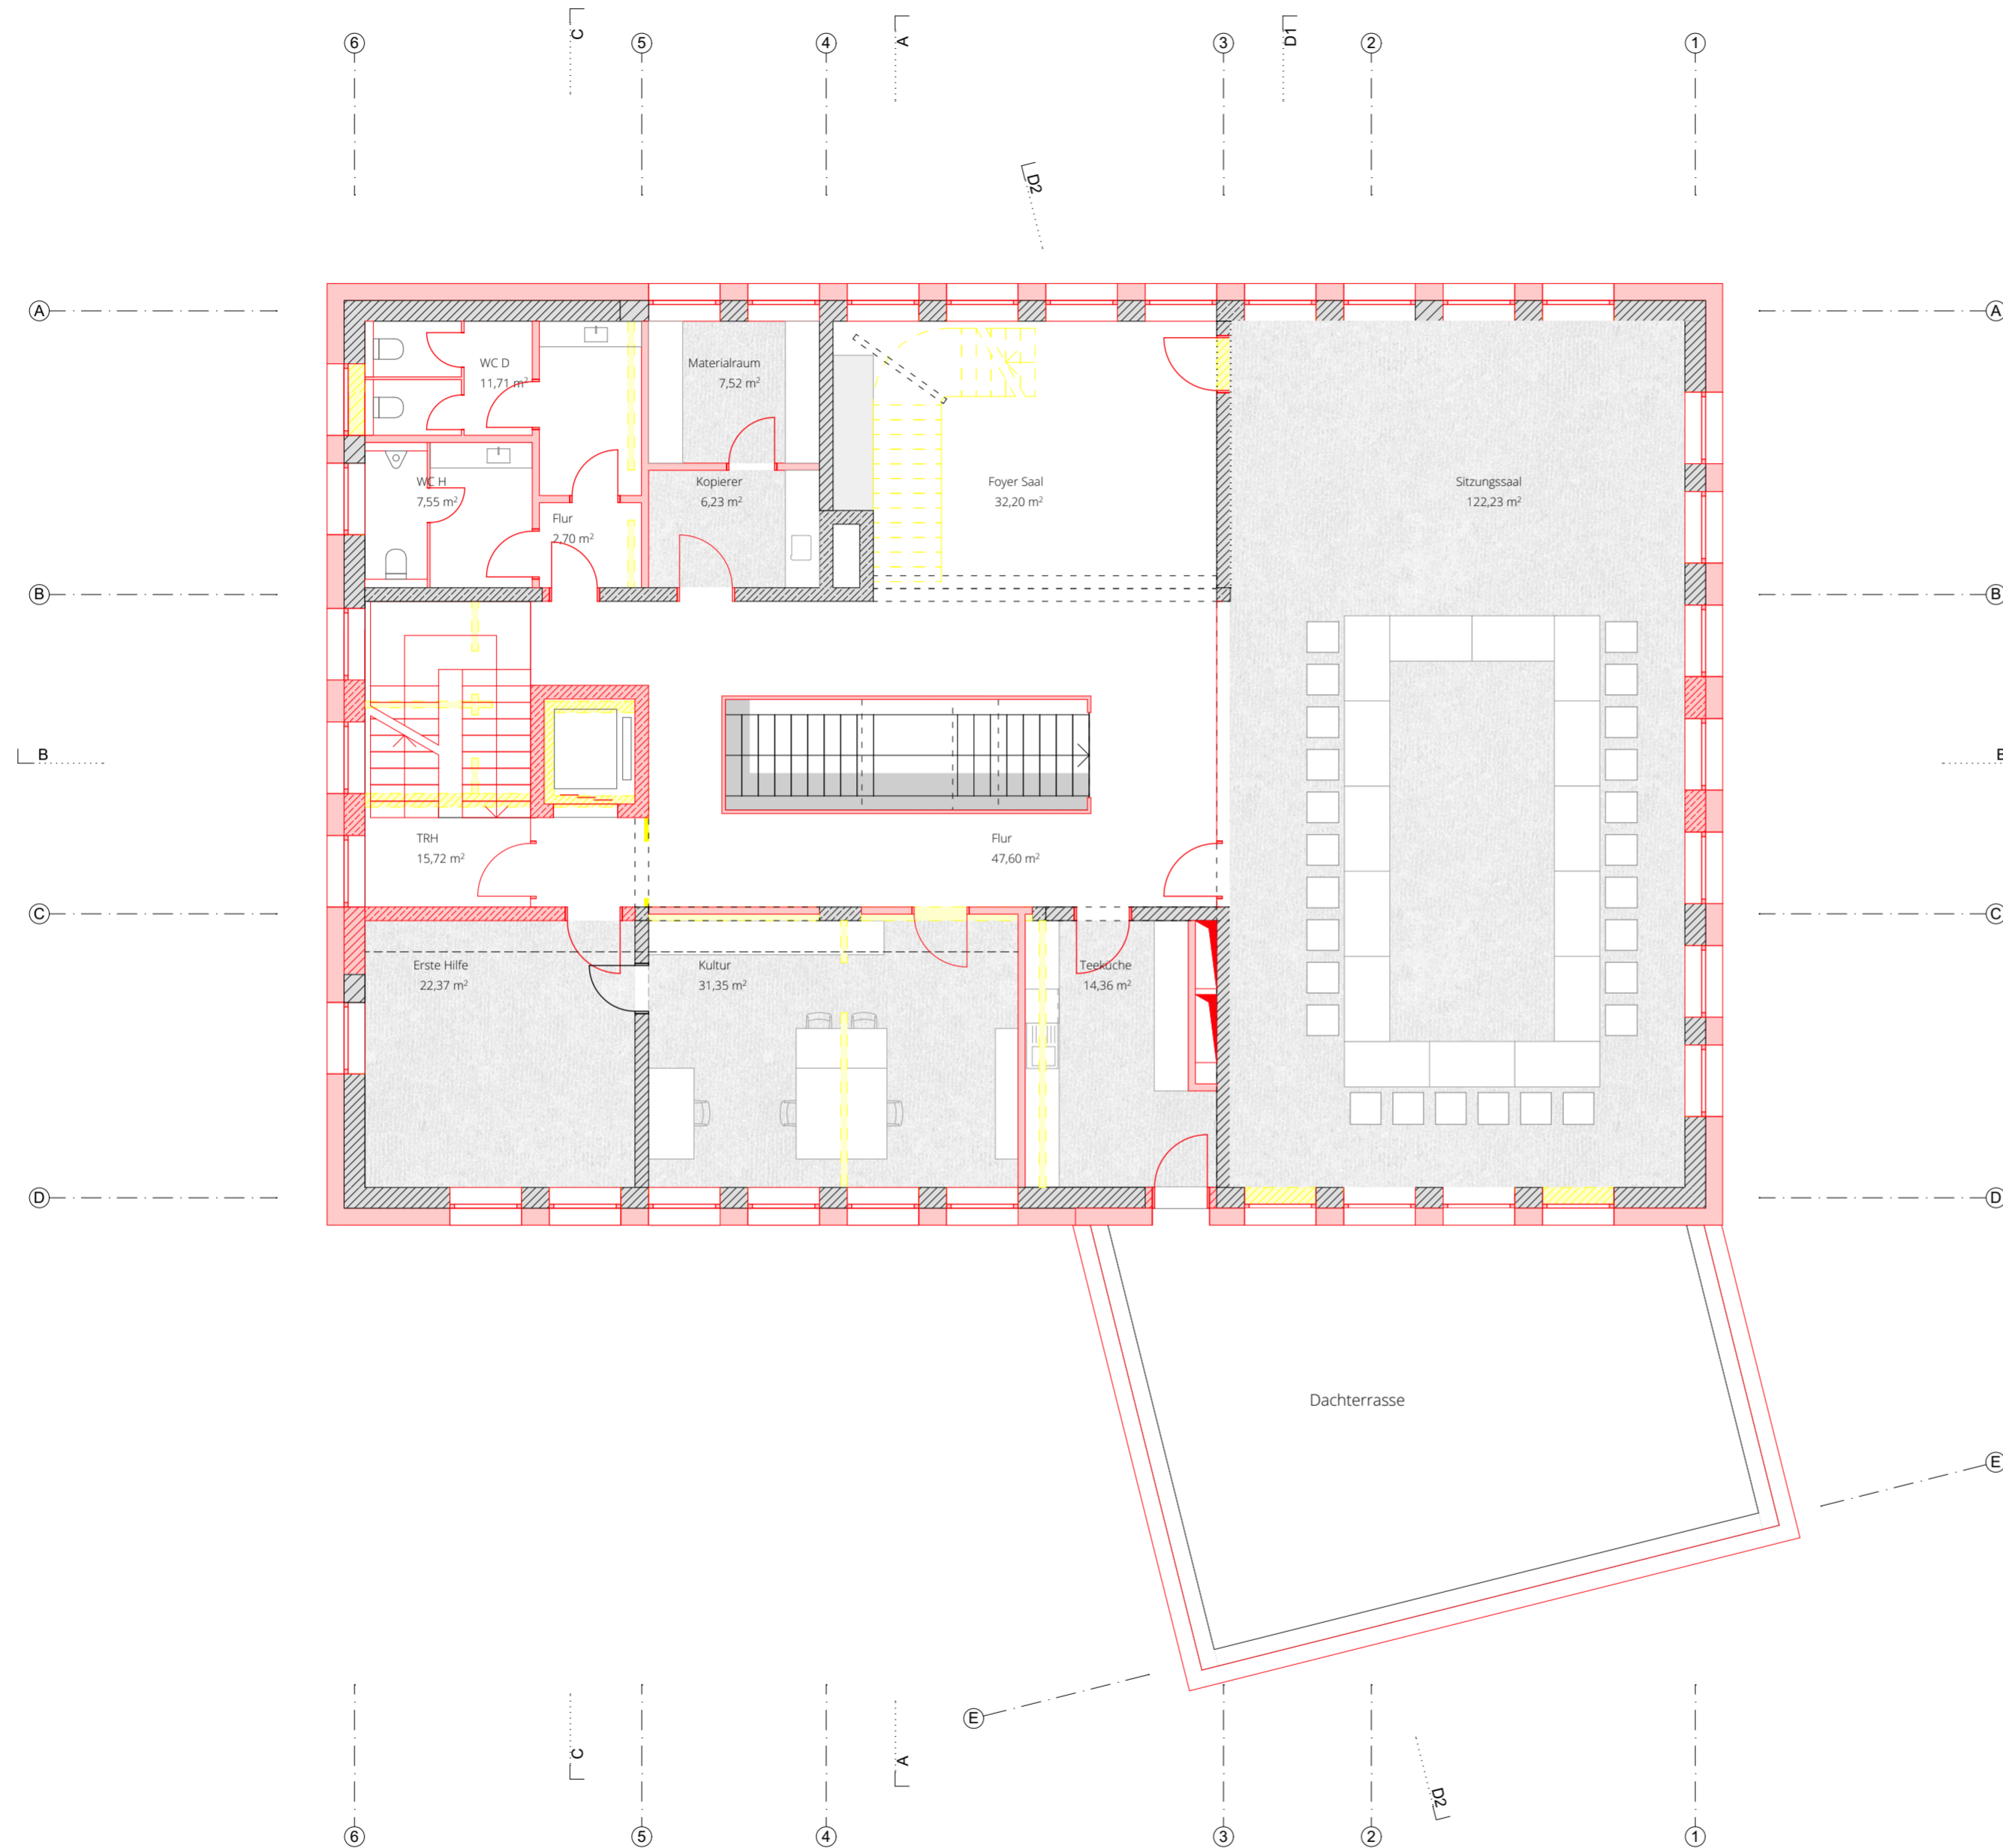 C
A
D1
6
5
4
3
2
1
D2
A
A
WC D
11,71 m²
Materialraum
7,52 m²
WC H
7,55 m²
Flur
2,70 m²
Kopierer
6,23 m²
Foyer Saal
32,20 m²
Sitzungssaal
122,23 m²
B
B
B
B
TRH
15,72 m²
Flur
47,60 m²
C
C
Erste Hilfe
22,37 m²
Kultur
31,35 m²
Teeküche
14,36 m²
D
D
Dachterrasse
E
E
C
A
D2
6
5
4
3
2
1